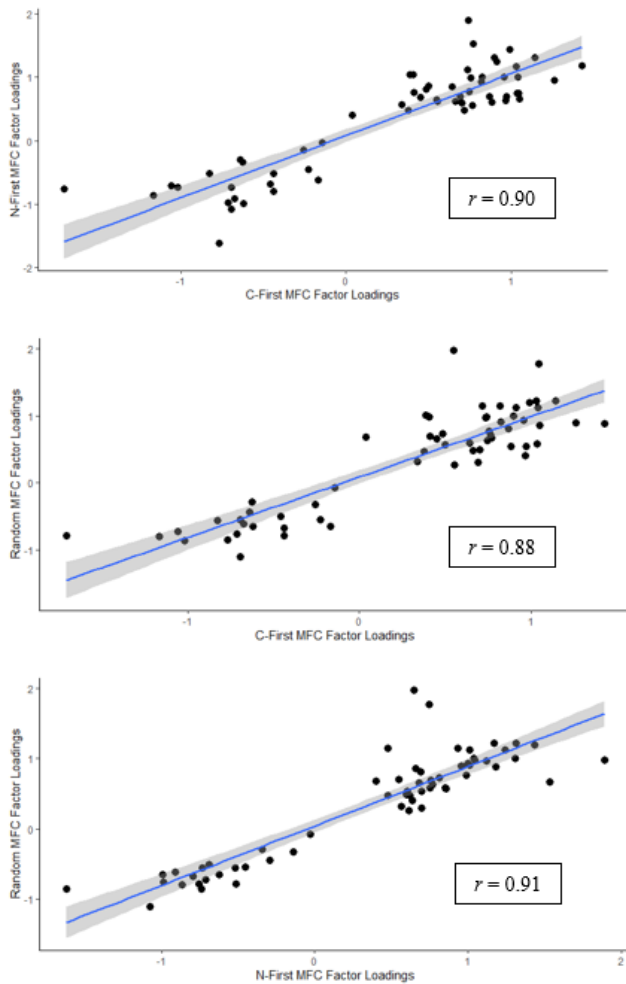 2
1
0
-1
-2
N-First MFC Factor Loadings
r = 0.90
-1
0
1
C-First MFC Factor Loadings
2
1
0
-1
Random MFC Factor Loadings
r = 0.88
-1
0
1
C-First MFC Factor Loadings
2
1
0
-1
Random MFC Factor Loadings
r = 0.91
-1
0
1
2
N-First MFC Factor Loadings